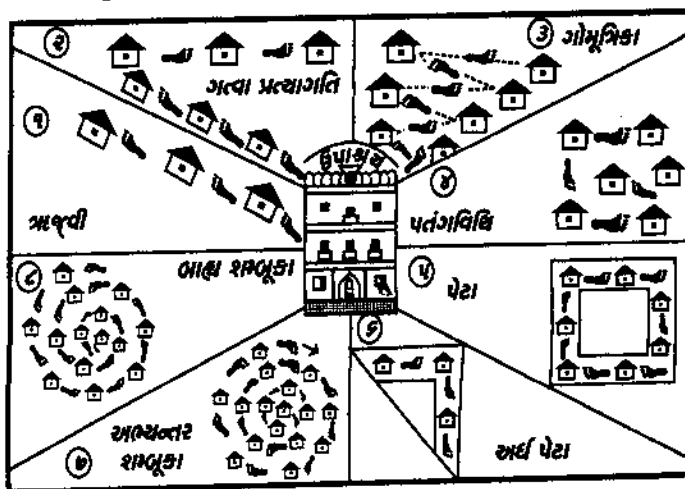 ૨
ગત્વા પ્રત્યાગતિ
૩ ગોમૂત્રિકા
૧
ઋજ્વી
ઉપાશ્રય
૪
પતંગવિથિ
૮
બાહ્ય શમ્બૂકા
૫
પેટા
૬
અર્ધ પેટા
૭
અભ્યન્તર
શમ્બૂકા